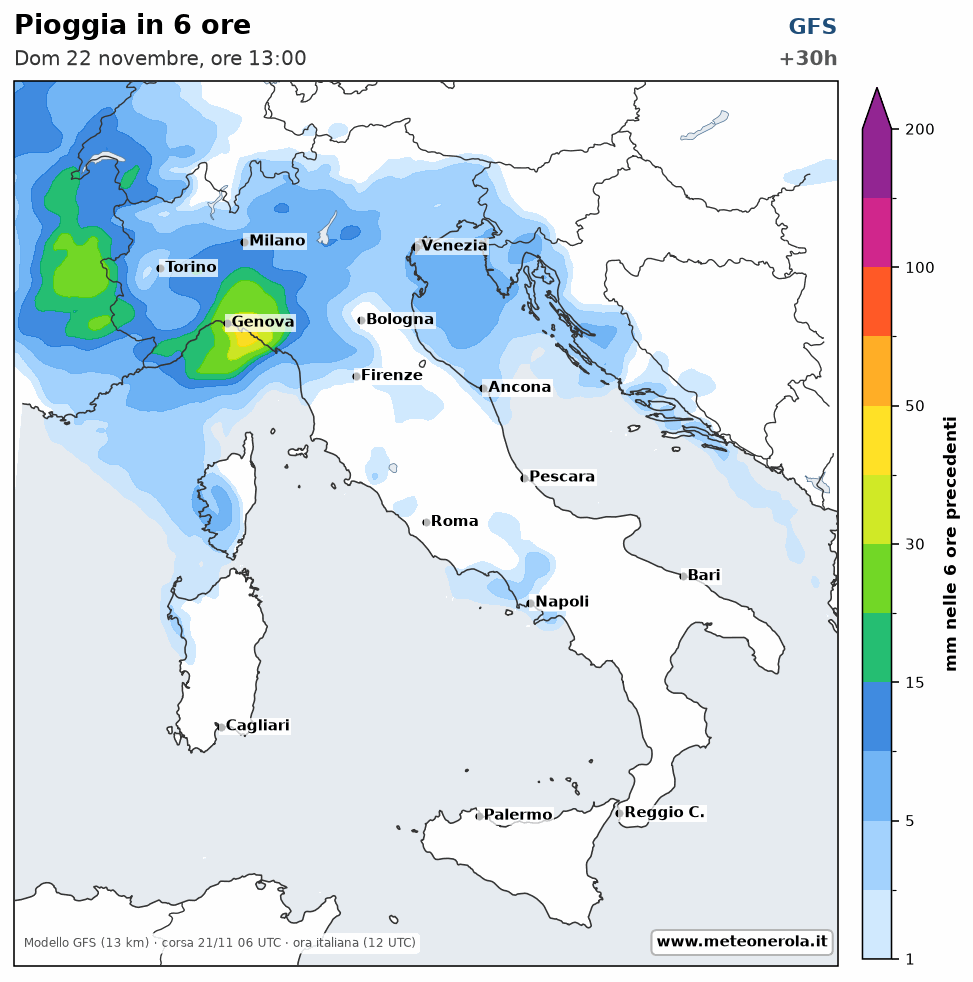 Pioggia in 6 ore
GFS
Dom 22 novembre, ore 13:00
+30h
200
100
50
30
15
5
1
mm nelle 6 ore precedenti
Milano
Venezia
Torino
Genova
Bologna
Firenze
Ancona
Pescara
Roma
Bari
Napoli
Cagliari
Palermo
Reggio C.
Modello GFS (13 km) · corsa 21/11 06 UTC · ora italiana (12 UTC)
www.meteonerola.it